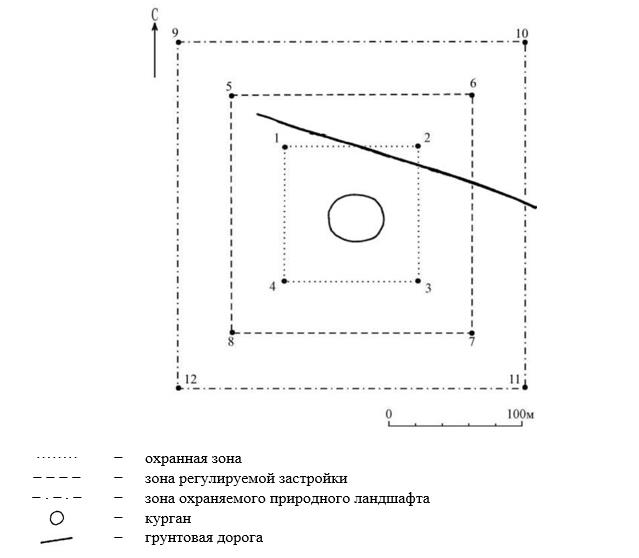 С
9
10
5
6
1
2
4
3
8
7
12
11
0
100м
– охранная зона
– зона регулируемой застройки
– зона охраняемого природного ландшафта
– курган
– грунтовая дорога